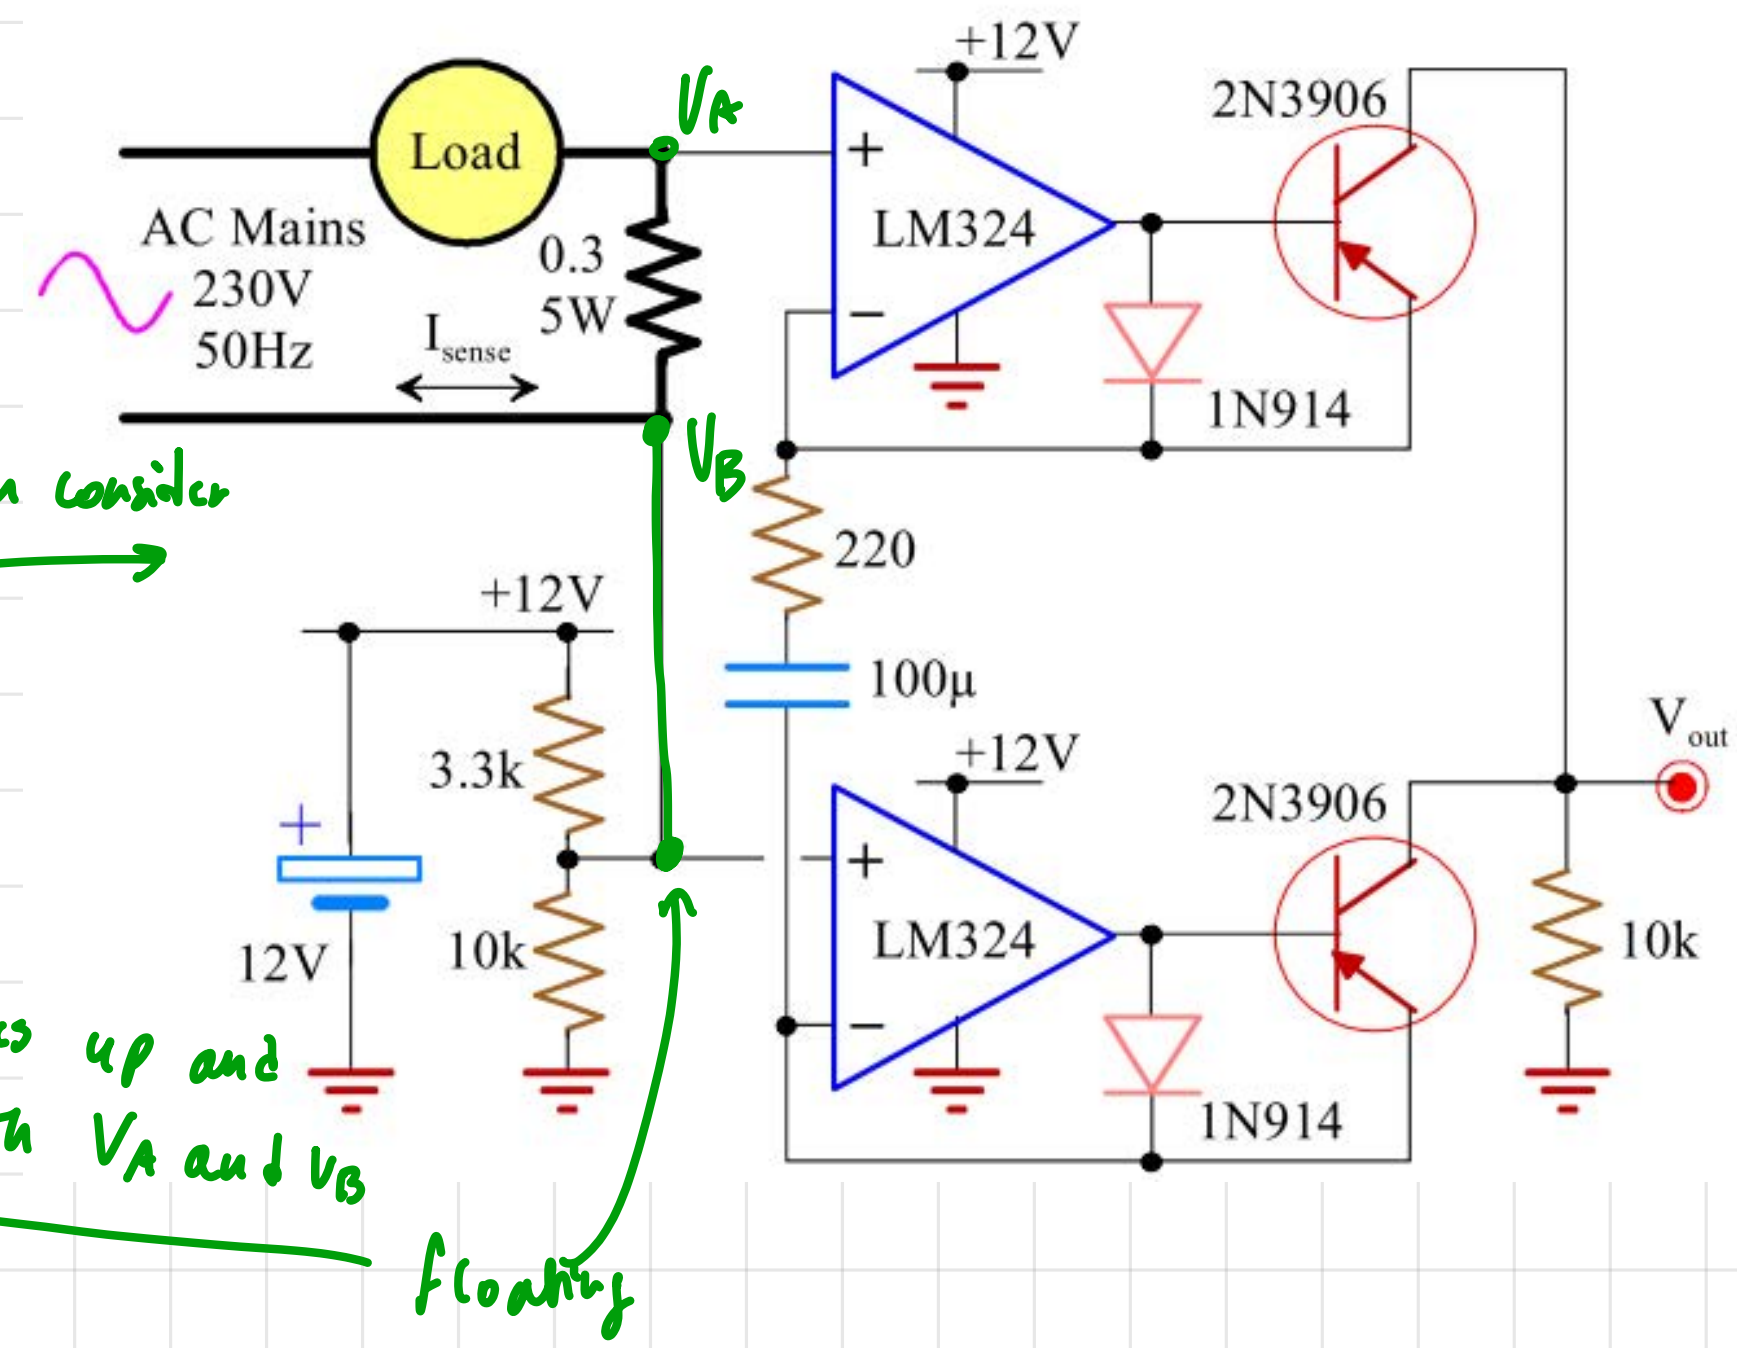 +12V
2N3906
VA
Load
+
LM324
AC Mains
230V
50Hz
0.3
5W
Isense
−
1N914
VB
consider
220
+12V
100µ
+12V
Vout
3.3k
2N3906
+
+
LM324
10k
12V
10k
−
up and
VA and VB
1N914
floating